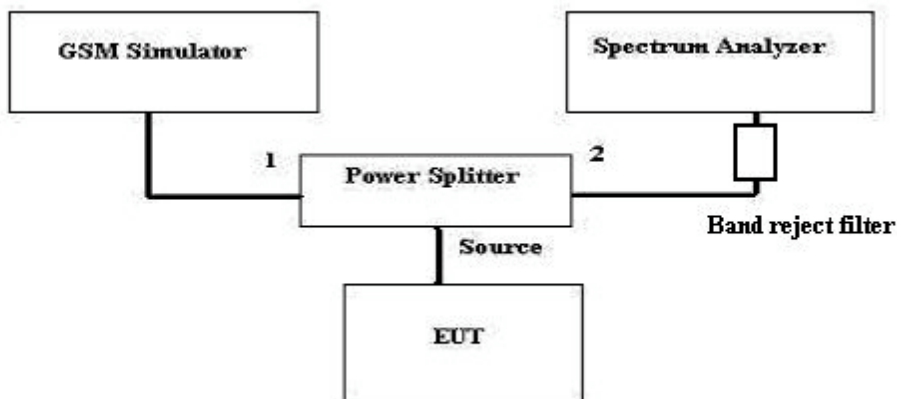 GSM Simulator
Spectrum Analyzer
1
2
Power Splitter
Band reject filter
Source
EUT